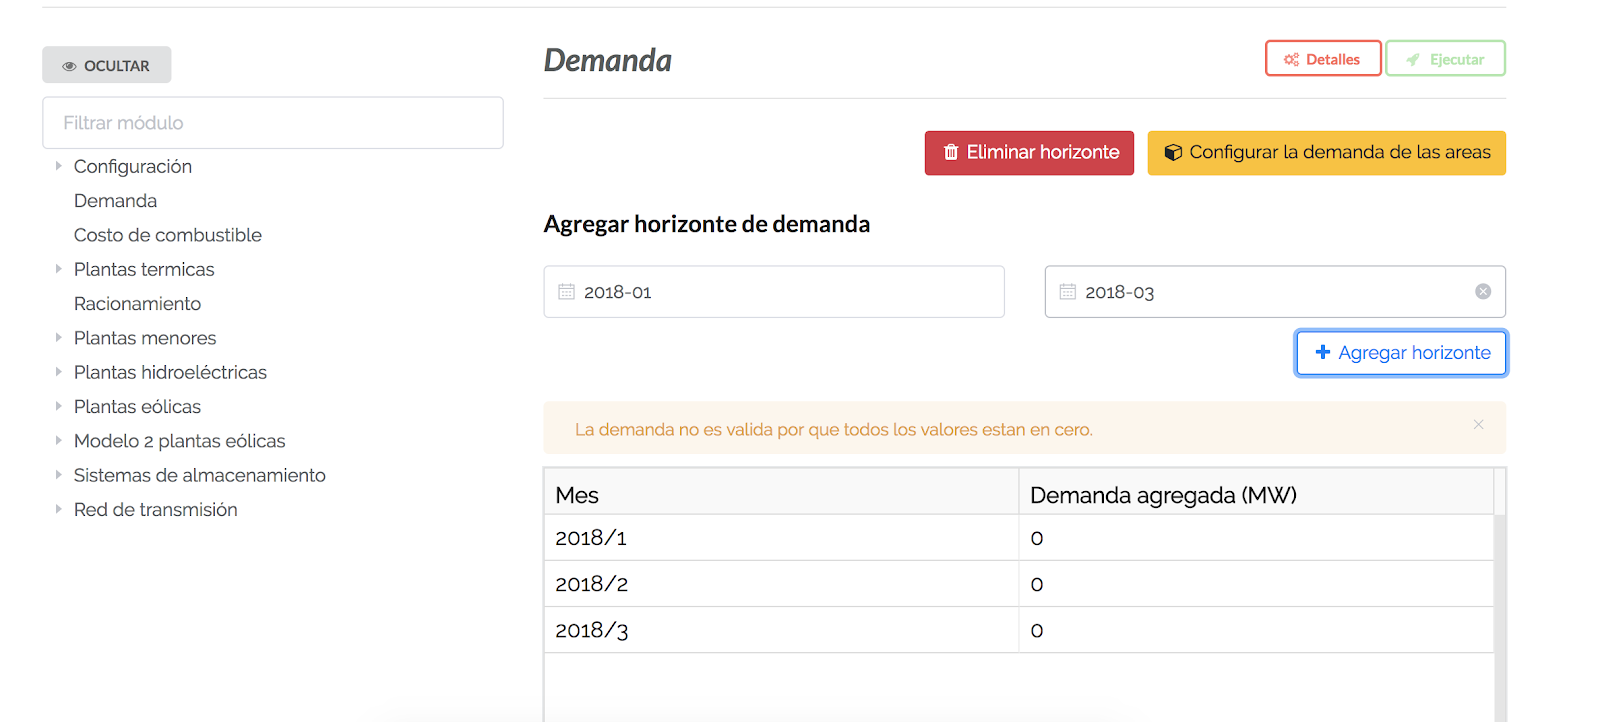 OCULTAR
Filtrar módulo
Configuración
Demanda
Costo de combustible
Plantas termicas
Racionamiento
Plantas menores
Plantas hidroeléctricas
Plantas eólicas
Modelo 2 plantas eólicas
Sistemas de almacenamiento
Red de transmisión
Demanda
Detalles Ejecutar
Eliminar horizonte Configurar la demanda de las areas
Agregar horizonte de demanda
2018-01 2018-03
+ Agregar horizonte
La demanda no es valida por que todos los valores estan en cero.
Mes Demanda agregada (MW)
2018/1 0
2018/2 0
2018/3 0